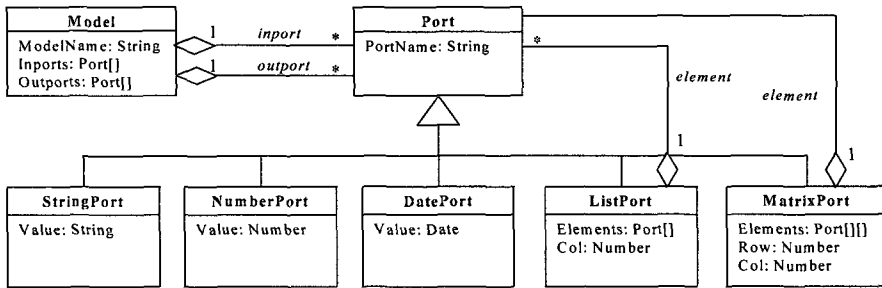 Model
ModelName: String
Inports: Port[]
Outports: Port[]
1
inport
*
1
outport
*
Port
PortName: String
*
element
1
element
1
StringPort
Value: String
NumberPort
Value: Number
DatePort
Value: Date
ListPort
Elements: Port[]
Col: Number
MatrixPort
Elements: Port[][]
Row: Number
Col: Number